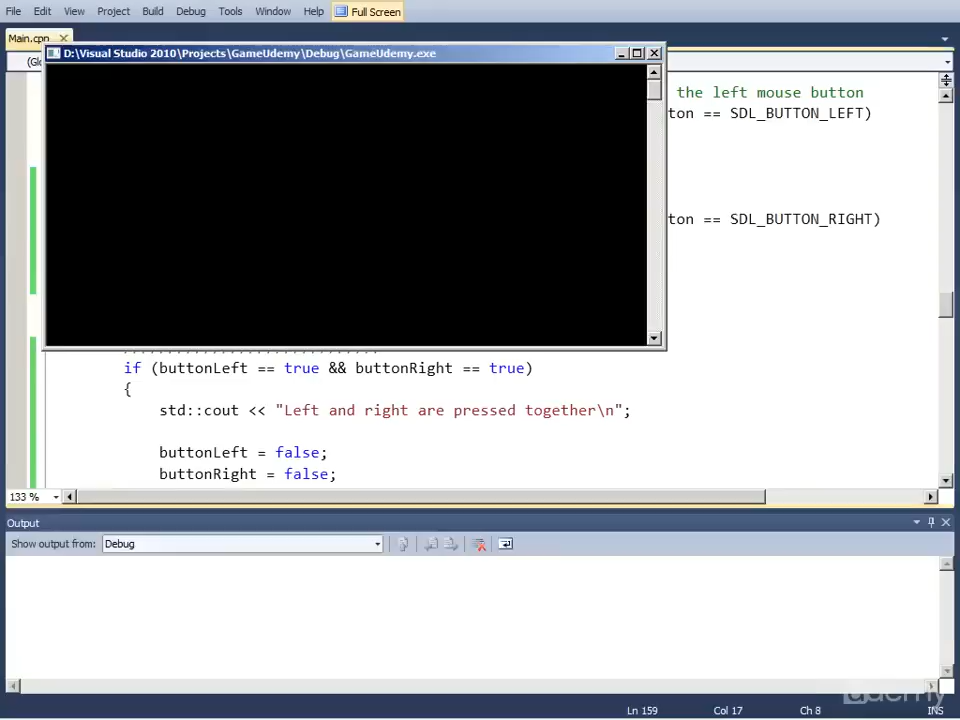 File Edit View Project Build Debug Tools Window Help Full Screen
Main.cpp
D:\Visual Studio 2010\Projects\GameUdemy\Debug\GameUdemy.exe
the left mouse button
ton == SDL_BUTTON_LEFT)
ton == SDL_BUTTON_RIGHT)
if (buttonLeft == true && buttonRight == true)
{
std::cout << "Left and right are pressed together\n";
buttonLeft = false;
buttonRight = false;
133 %
Output
Show output from: Debug
udemy
Ln 159 Col 17 Ch 8 INS